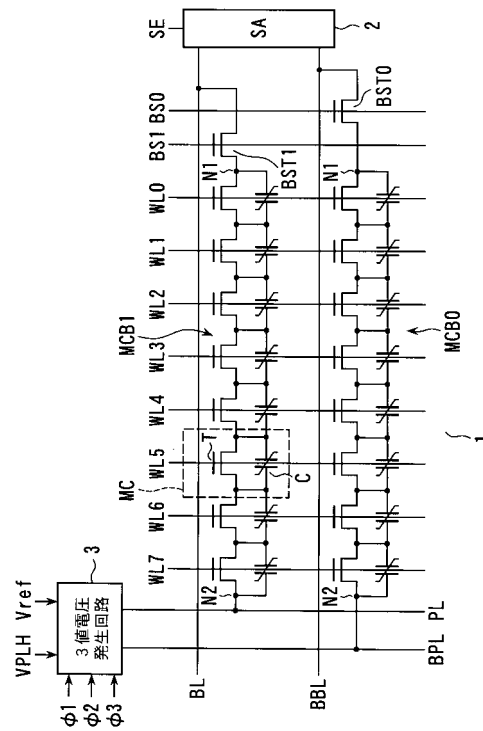 VPLH Vref
3
3値電圧
発生回路
φ1
φ2
φ3
WL7 WL6 WL5 WL4 WL3 WL2 WL1 WL0 BS1 BS0 SE
MC
T
MCB1
N1
N2
C
BST1
SA
2
BL
BBL
N1
BST0
N2
MCB0
BPL PL
1